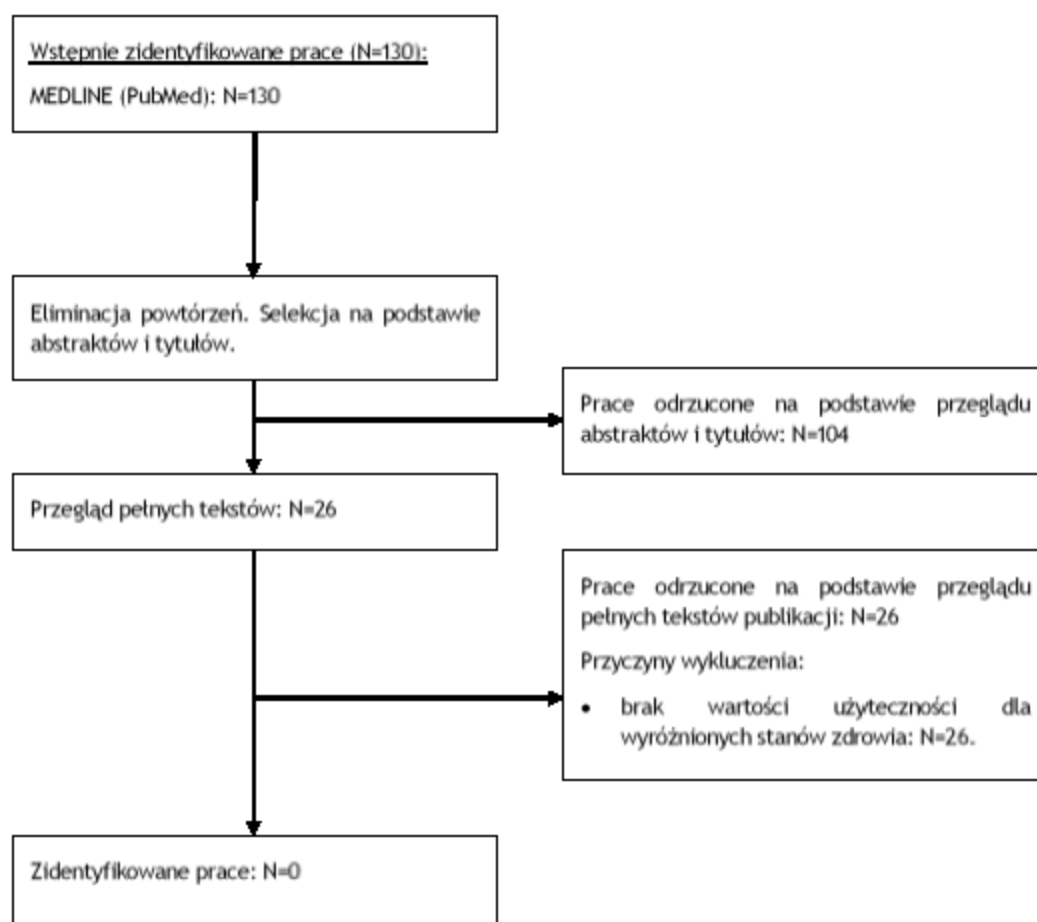 Wstępnie zidentyfikowane prace (N=130):
MEDLINE (PubMed): N=130
Eliminacja powtórzeń. Selekcja na podstawie
abstraktów i tytułów.
Prace odrzucone na podstawie przeglądu
abstraktów i tytułów: N=104
Przegląd pełnych tekstów: N=26
Prace odrzucone na podstawie przeglądu
pełnych tekstów publikacji: N=26
Przyczyny wykluczenia:
• brak wartości użyteczności dla
wyróżnionych stanów zdrowia: N=26.
Zidentyfikowane prace: N=0